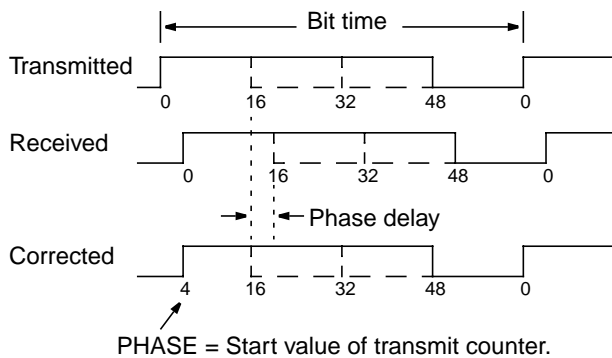 Bit time
Transmitted
0 16 32 48 0
Received
0 16 32 48 0
Phase delay
Corrected
4 16 32 48 0
PHASE = Start value of transmit counter.